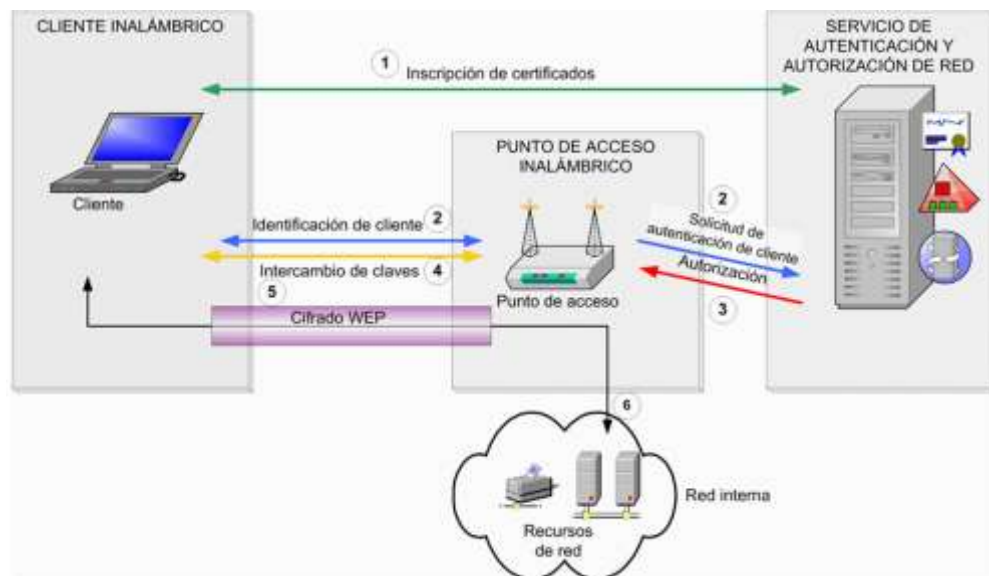 CLIENTE INALÁMBRICO
SERVICIO DE
AUTENTICACIÓN Y
AUTORIZACIÓN DE RED
1
Inscripción de certificados
PUNTO DE ACCESO
INALÁMBRICO
Cliente
Identificación de cliente
2
2
Solicitud de
autenticación de cliente
Autorización
Intercambio de claves
4
Punto de acceso
3
5
Cifrado WEP
6
Red interna
Recursos
de red